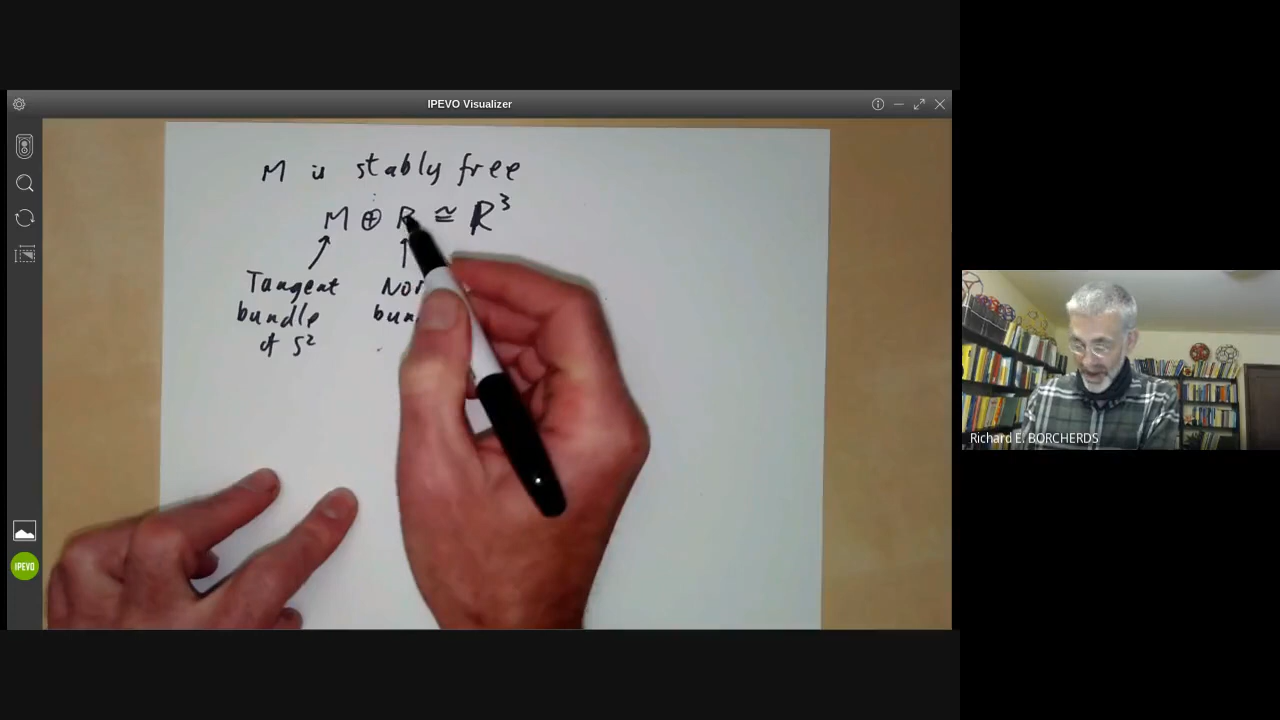 IPEVO Visualizer
M is stably free
M ⊕ R ≅ R³
Tangent
bundle
of S²
IPEVO
Richard E. BORCHERDS